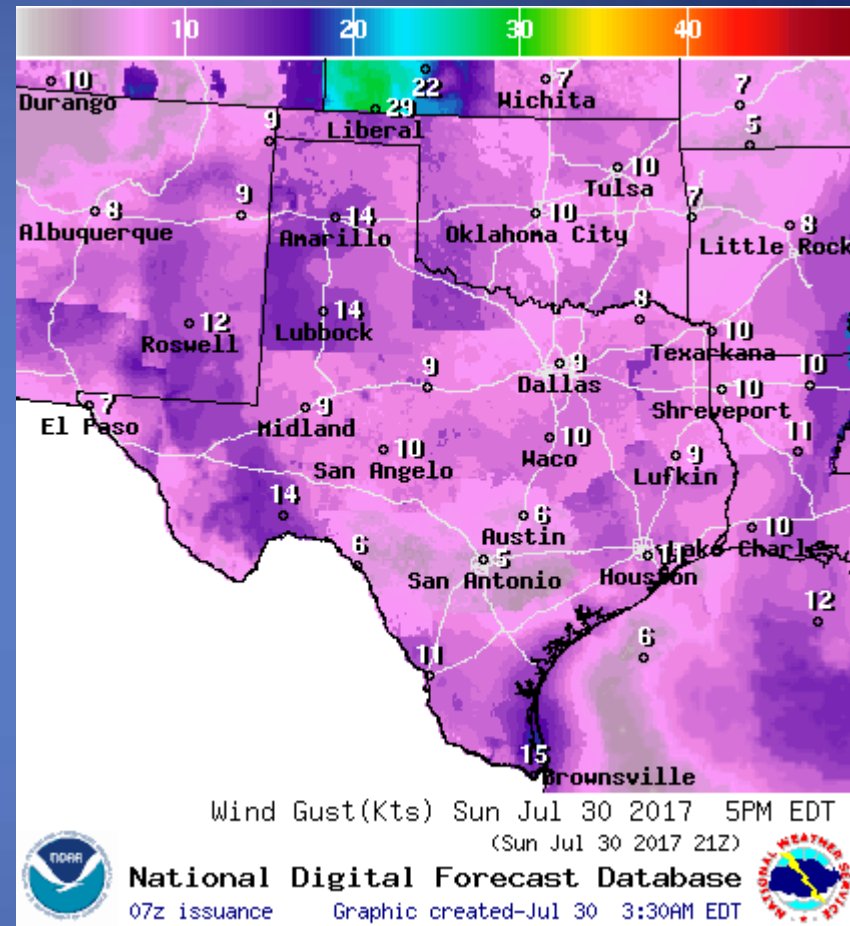 10 20 30 40
10 Durango
22
7 Wichita
7
29 Liberal
9
5
10 Tulsa
8 Albuquerque
9
14 Amarillo
10 Oklahoma City
7
8 Little Rock
12 Roswell
14 Lubbock
8
10 Texarkana
9
9 Dallas
10 Shreveport
10
7 El Paso
9 Midland
10 San Angelo
10 Waco
9 Lufkin
11
14
6
6 Austin
5 San Antonio
11 Houston
10 Lake Charles
12
6
11
15 Brownsville
Wind Gust(Kts) Sun Jul 30 2017 5PM EDT
(Sun Jul 30 2017 21Z)
NOAA
National Digital Forecast Database
07z issuance Graphic created-Jul 30 3:30AM EDT
NATIONAL WEATHER SERVICE